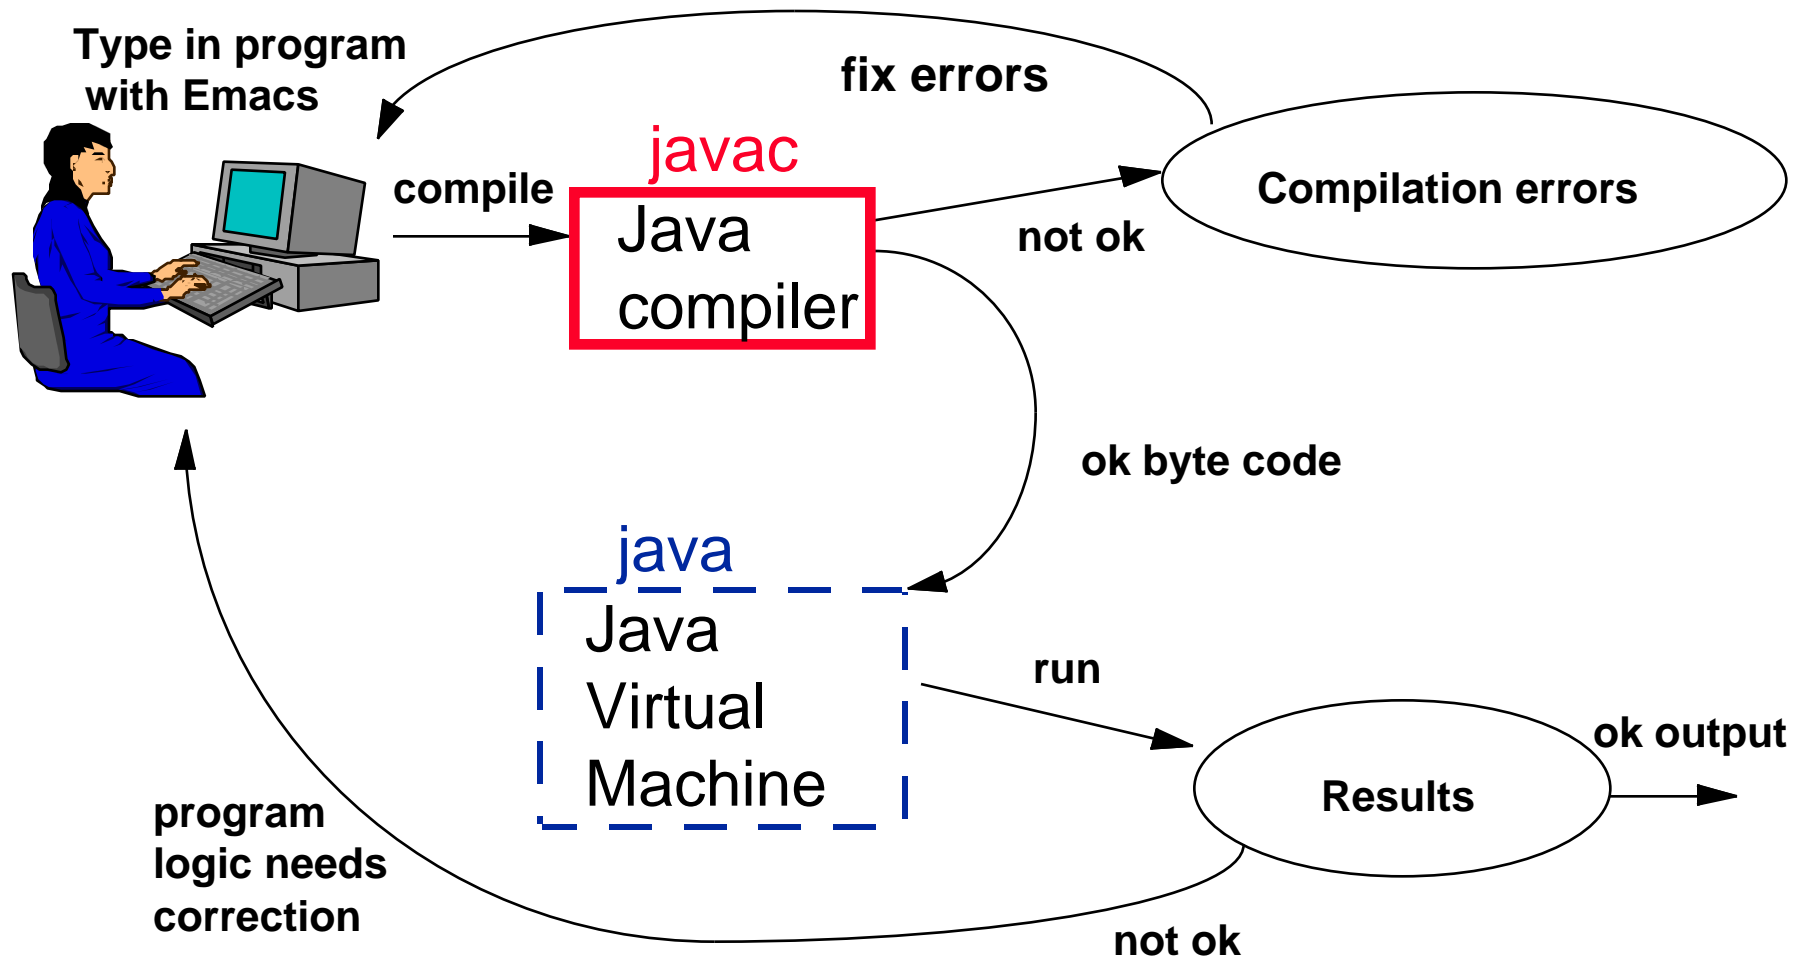 Type in program
with Emacs
fix errors
javac
compile
Java
compiler
not ok
Compilation errors
ok byte code
java
Java
Virtual
Machine
run
Results
ok output
program
logic needs
correction
not ok